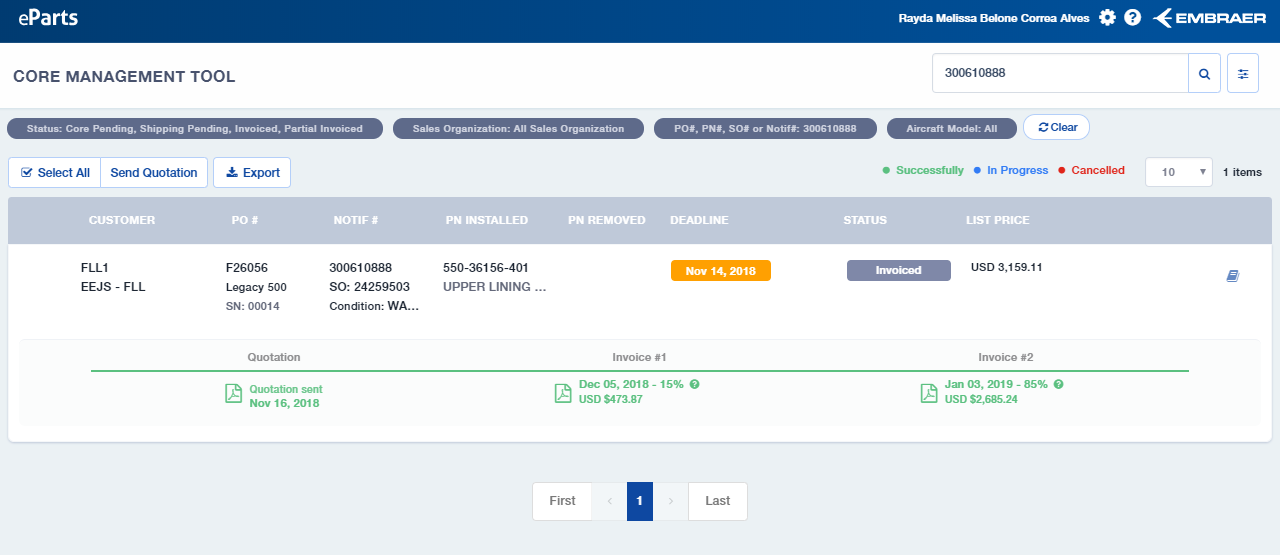 eParts
Rayda Melissa Belone Correa Alves
EMBRAER
CORE MANAGEMENT TOOL
300610888
Status: Core Pending, Shipping Pending, Invoiced, Partial Invoiced
Sales Organization: All Sales Organization
PO#, PN#, SO# or Notif#: 300610888
Aircraft Model: All
Clear
Select All
Send Quotation
Export
Successfully
In Progress
Cancelled
10
1 items
CUSTOMER PO # NOTIF # PN INSTALLED PN REMOVED DEADLINE STATUS LIST PRICE
FLL1 F26056 300610888 550-36156-401 Nov 14, 2018 Invoiced USD 3,159.11
EEJS - FLL Legacy 500 SO: 24259503 UPPER LINING ...
SN: 00014 Condition: WA...
Quotation Invoice #1 Invoice #2
Quotation sent Dec 05, 2018 - 15% Jan 03, 2019 - 85%
Nov 16, 2018 USD $473.87 USD $2,685.24
First < 1 > Last